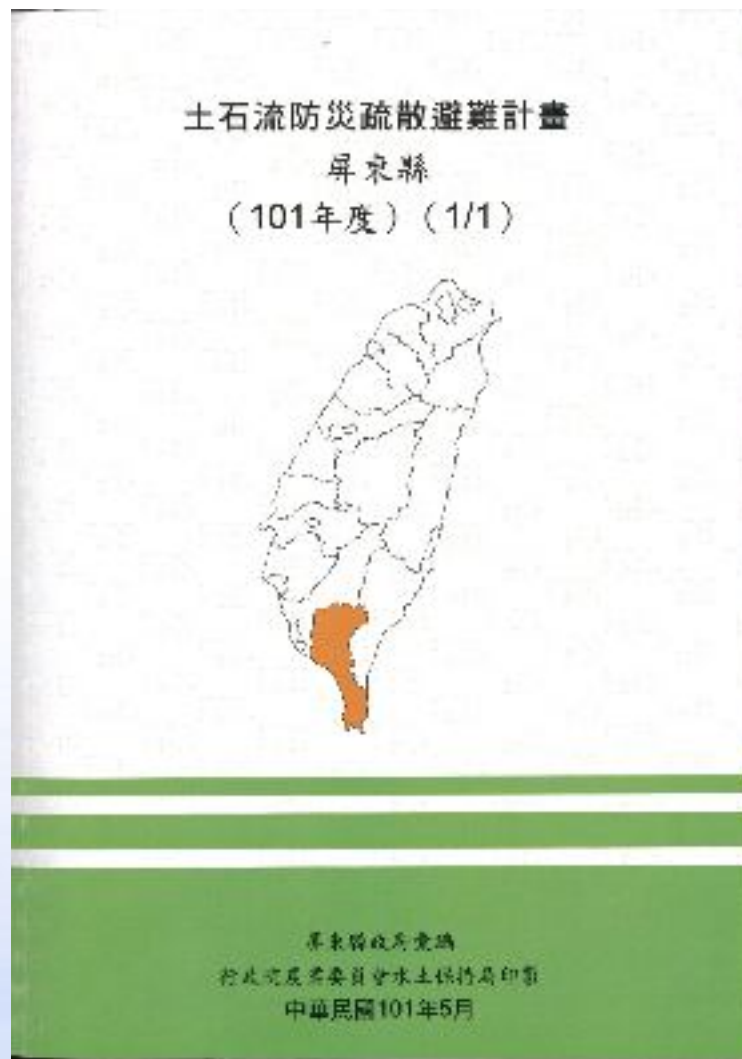 土石流防災疏散避難計畫
屏東縣
（101年度）（1/1）
屏東縣政府彙編
行政院農業委員會水土保持局印製
中華民國101年5月